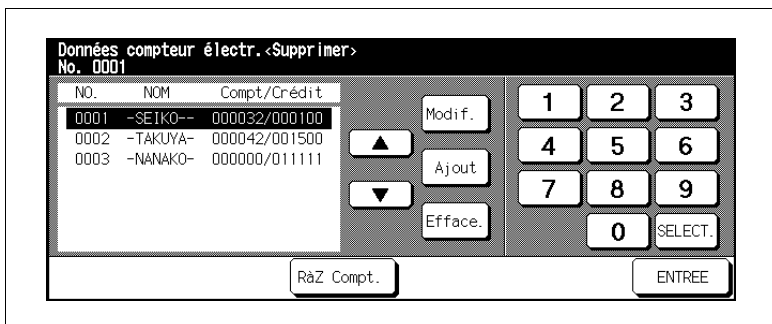 Données compteur électr.<Supprimer>
No. 0001
NO. NOM Compt/Crédit
0001 -SEIKO-- 000032/000100
0002 -TAKUYA- 000042/001500
0003 -NANAKO- 000000/011111
Modif.
Ajout
Efface.
1 2 3
4 5 6
7 8 9
0 SELECT.
RàZ Compt.
ENTREE